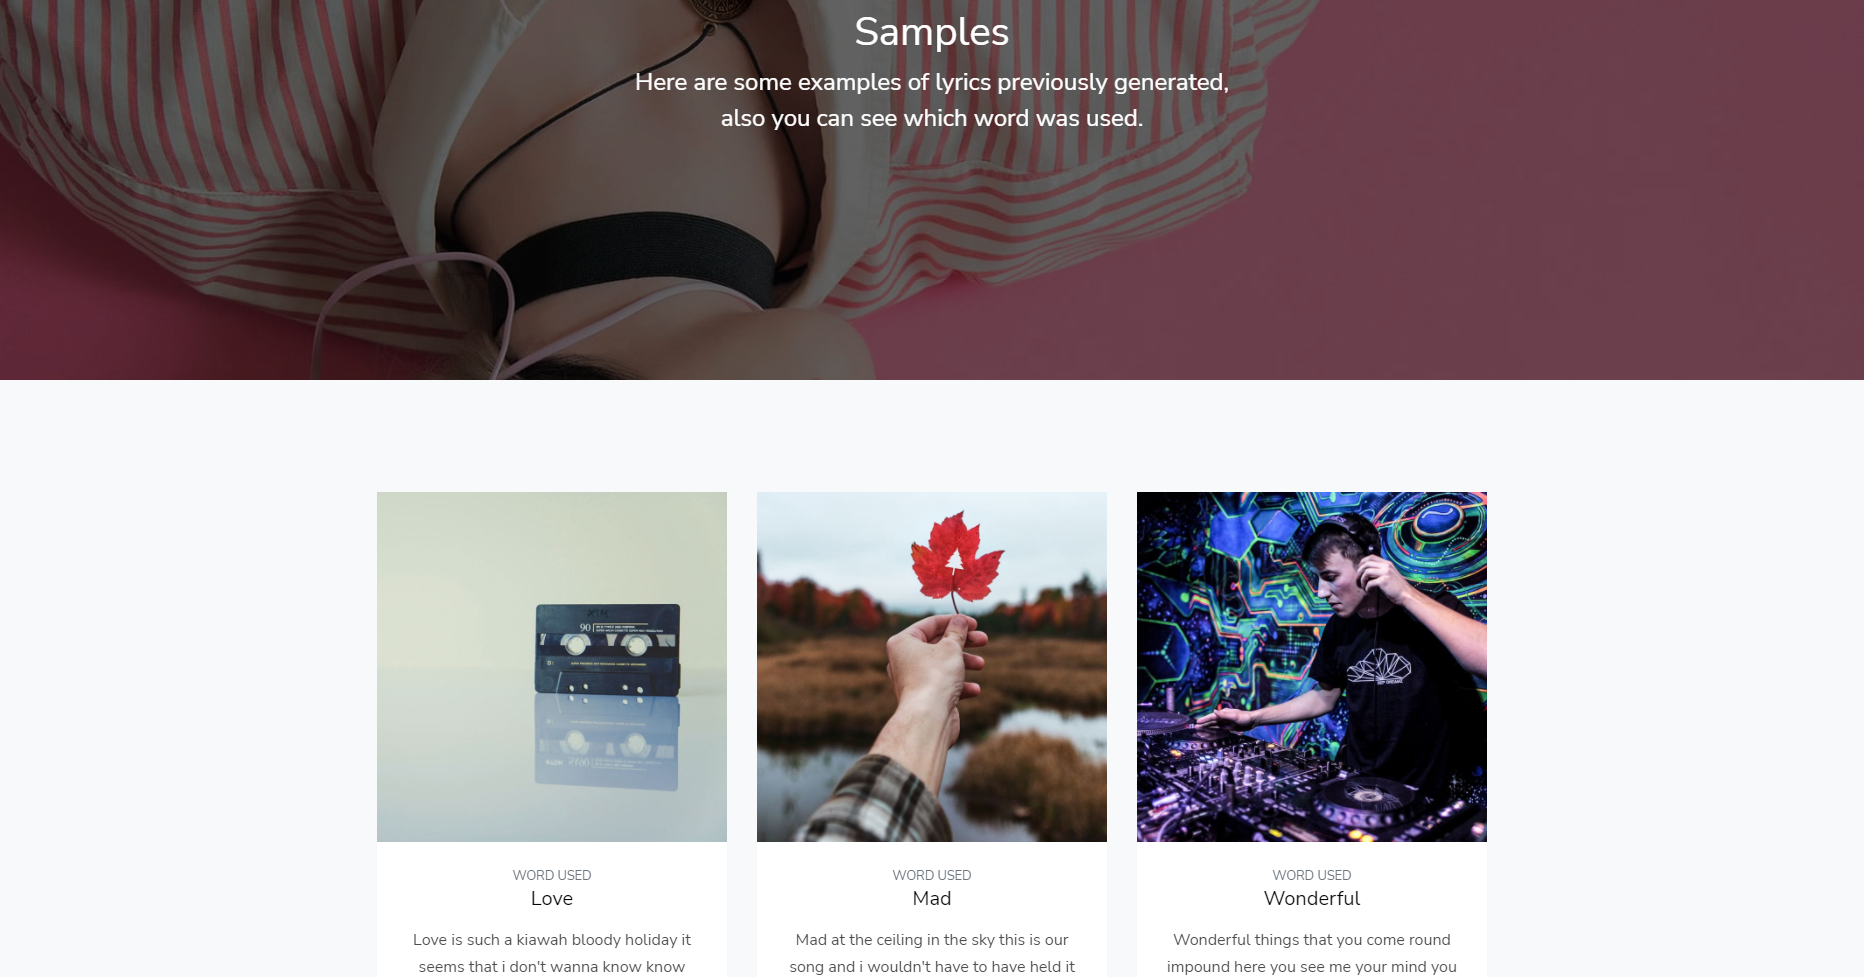 Samples
Here are some examples of lyrics previously generated,
also you can see which word was used.
90
WORD USED
Love
Love is such a kiawah bloody holiday it
seems that i don't wanna know know
WORD USED
Mad
Mad at the ceiling in the sky this is our
song and i wouldn't have to have held it
WORD USED
Wonderful
Wonderful things that you come round
impound here you see me your mind you